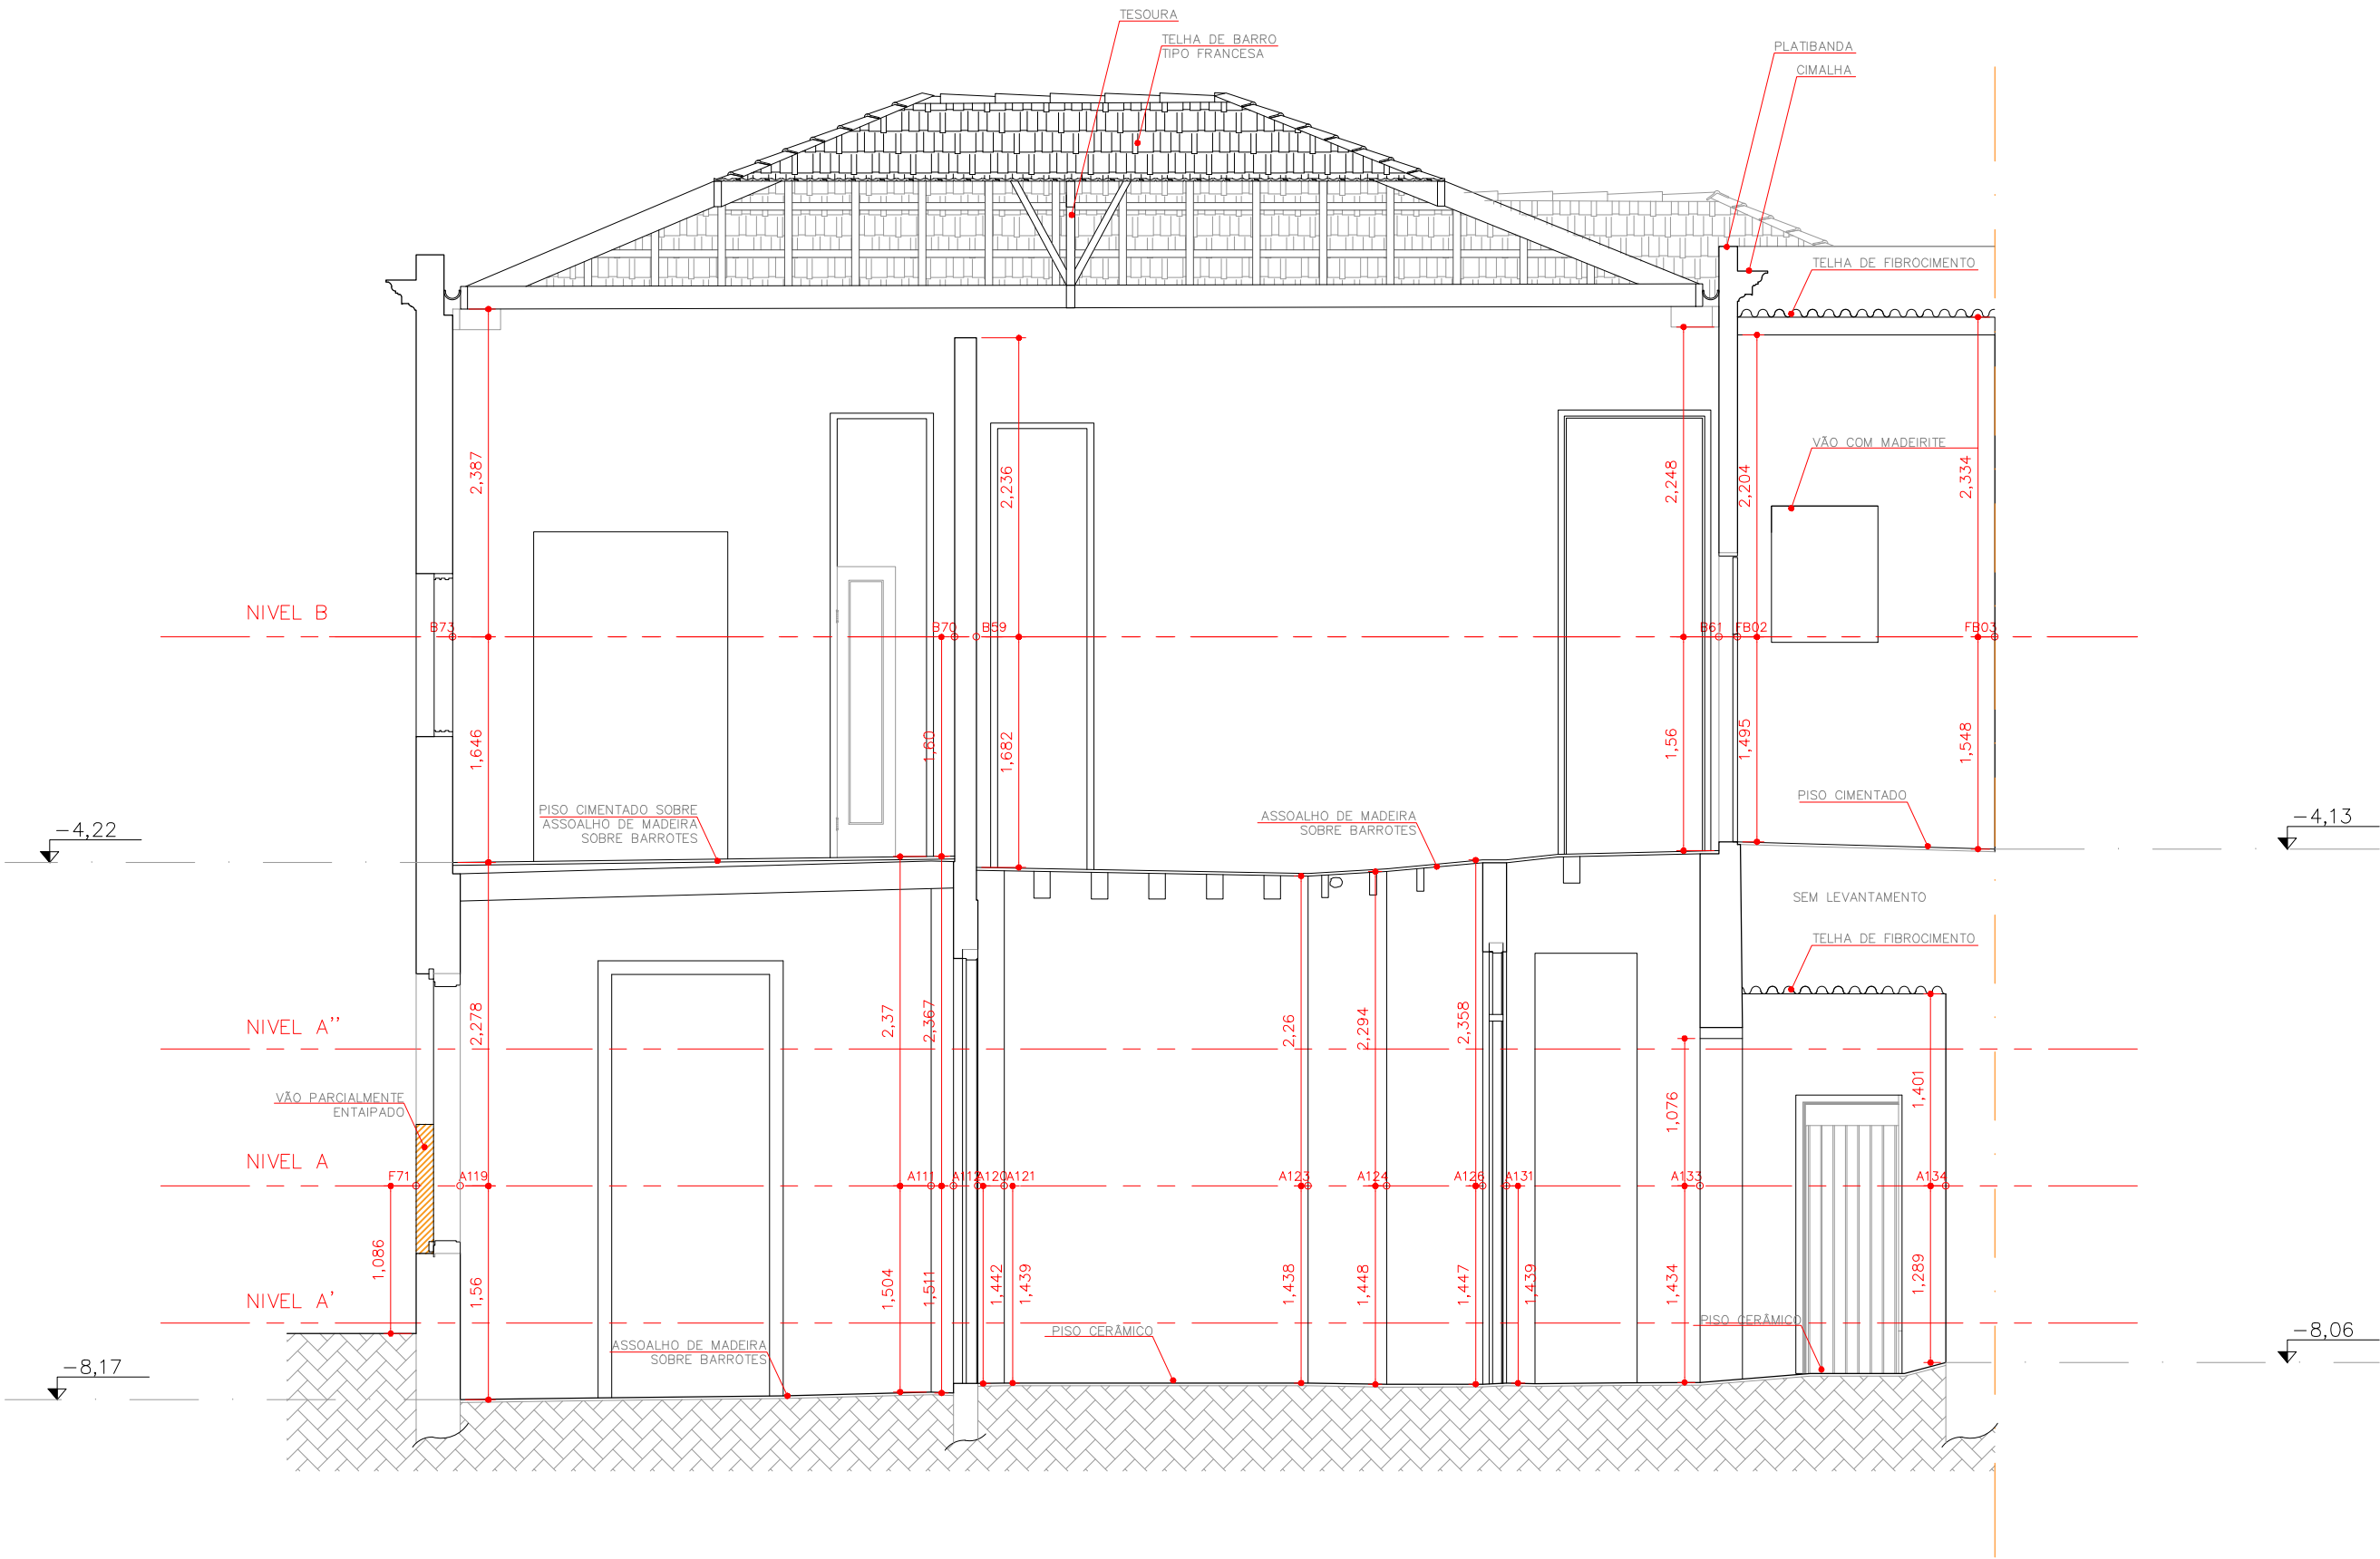 TESOURA
TELHA DE BARRO
TIPO FRANCESA
PLATIBANDA
CIMALHA
TELHA DE FIBROCIMENTO
VÃO COM MADEIRITE
2,387
2,236
2,248
2,204
2,334
NIVEL B
B73
B70
B59
B61
FB02
FB03
1,646
1,60
1,682
1,56
1,495
1,548
PISO CIMENTADO SOBRE
ASSOALHO DE MADEIRA
SOBRE BARROTES
ASSOALHO DE MADEIRA
SOBRE BARROTES
PISO CIMENTADO
-4,22
-4,13
SEM LEVANTAMENTO
TELHA DE FIBROCIMENTO
NIVEL A''
2,278
2,37
2,367
2,26
2,294
2,358
1,076
1,401
VÃO PARCIALMENTE
ENTAIPADO
NIVEL A
F71
A119
A111
A112
A120
A121
A123
A124
A126
A131
A133
A134
1,086
1,56
1,504
1,511
1,442
1,439
1,438
1,448
1,447
1,439
1,434
1,289
NIVEL A'
PISO CERÂMICO
PISO CERÂMICO
ASSOALHO DE MADEIRA
SOBRE BARROTES
-8,17
-8,06